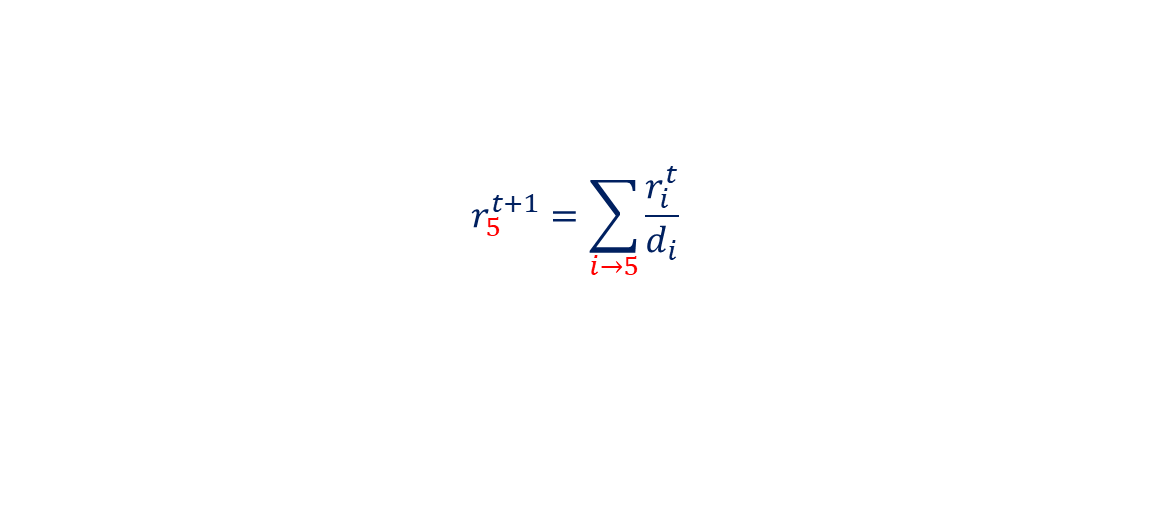 $r_5^{t+1} = \sum_{i \to 5} \frac{r_i^t}{d_i}$